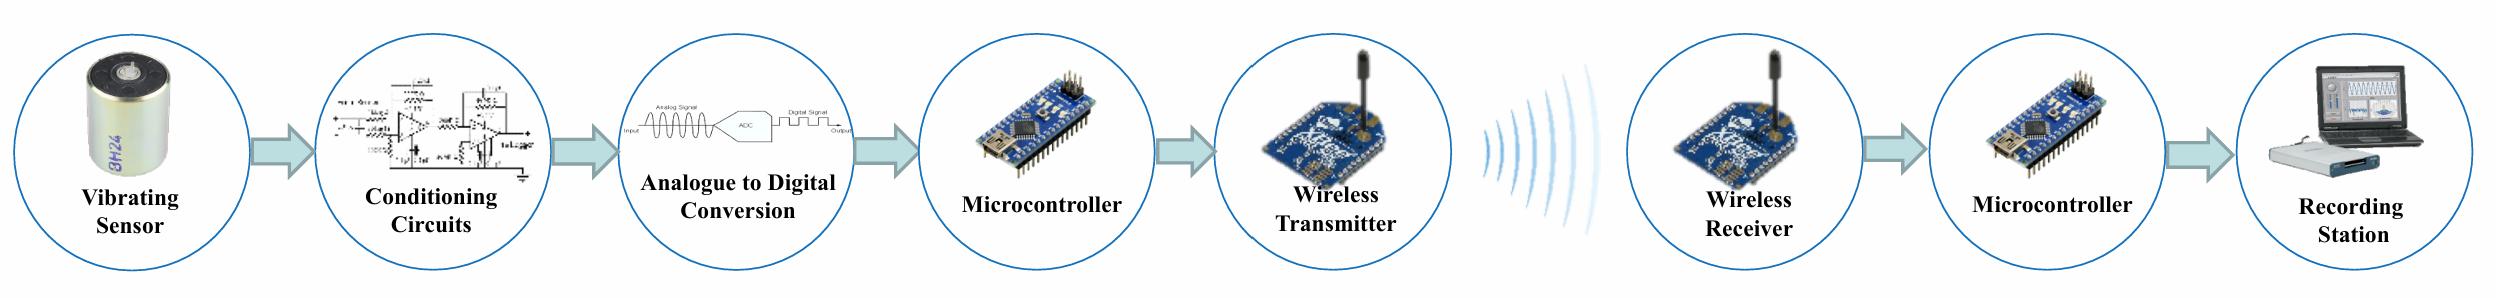 BH24
Vibrating
Sensor
Conditioning
Circuits
Analog Signal
Input
ADC
Digital Signal
Output
Analogue to Digital
Conversion
Microcontroller
Wireless
Transmitter
Wireless
Receiver
Microcontroller
Recording
Station